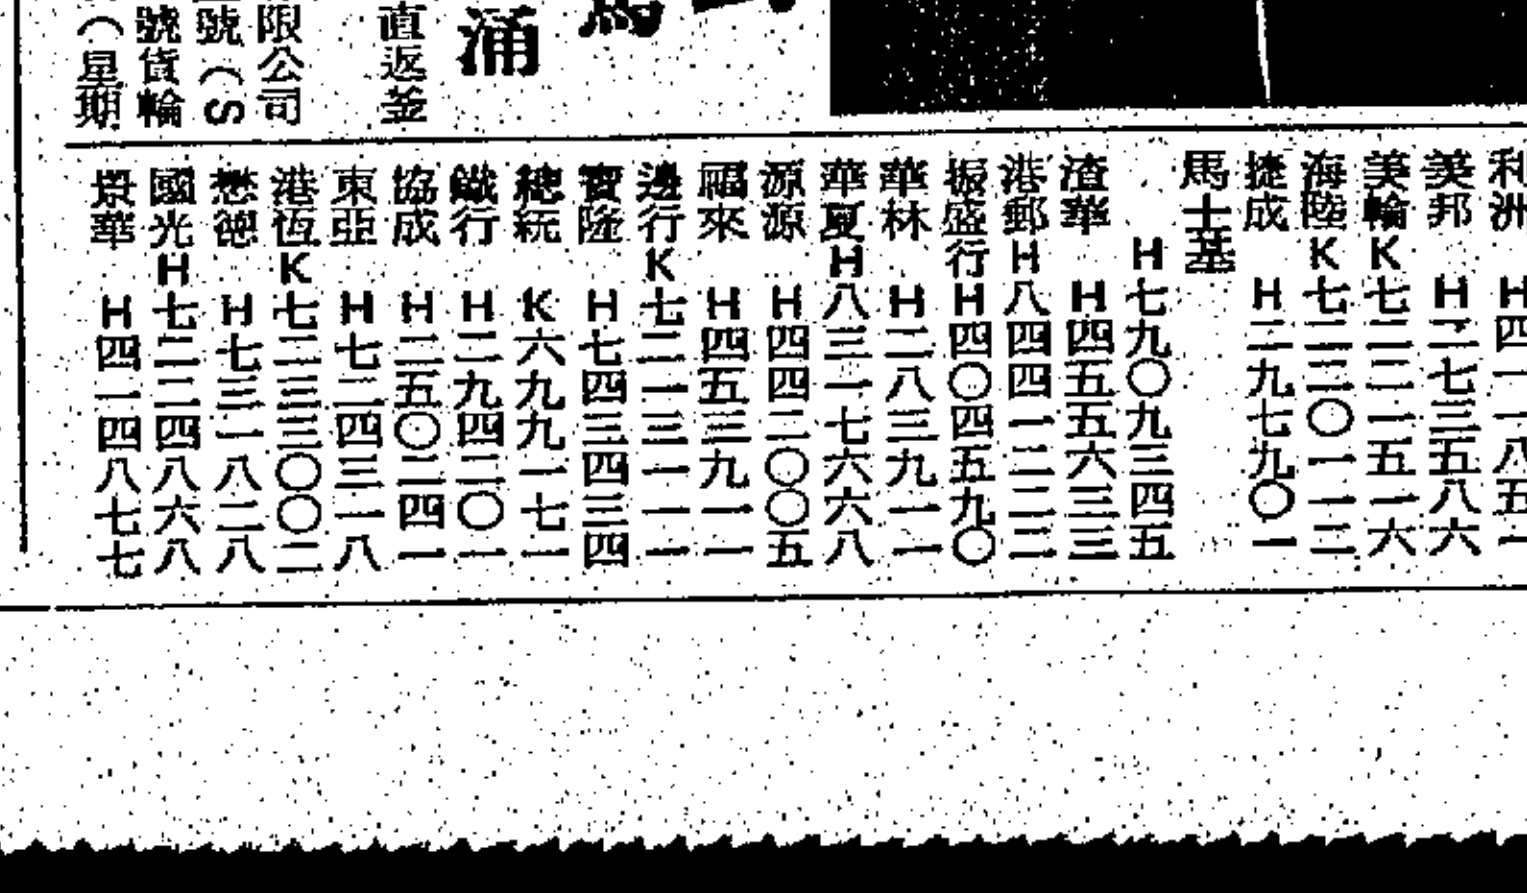 直返釜
限公司
號（S
號貨輪
（星期
涌
利洲 H四一一八五一
美邦 H二七三五八六
美輪K七二二一五一六
海陸K七二三〇一一二
捷成 H二九七九〇一
馬士基
H七九〇九三四五
渣華 H四五五六三三
港郵H八四四一二二二
振盛行H四〇四五九〇
華林 H二八三九一一
華夏H八三一七六六八
源源 H四四二〇〇五
福來 H四五三九一一
邊行K七二一三一一一
寶隆 H七四三四三四
總統 K六九九一七一
鐵行 H二九四二〇一
協成 H二五〇二四一
東亞 H七二四三一八
港恆K七二三三〇〇二
懋德 H七三一八二八
國光H七二二四八六八
景華 H四一四八七七